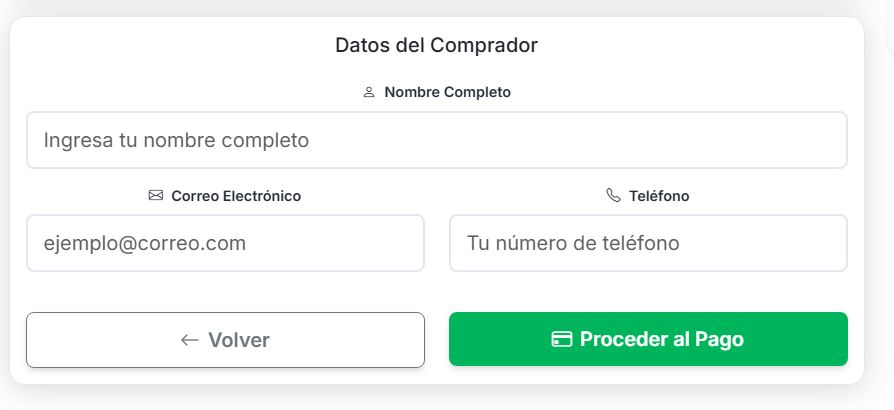 Datos del Comprador
Nombre Completo
Ingresa tu nombre completo
Correo Electrónico
Teléfono
ejemplo@correo.com
Tu número de teléfono
Volver
Proceder al Pago